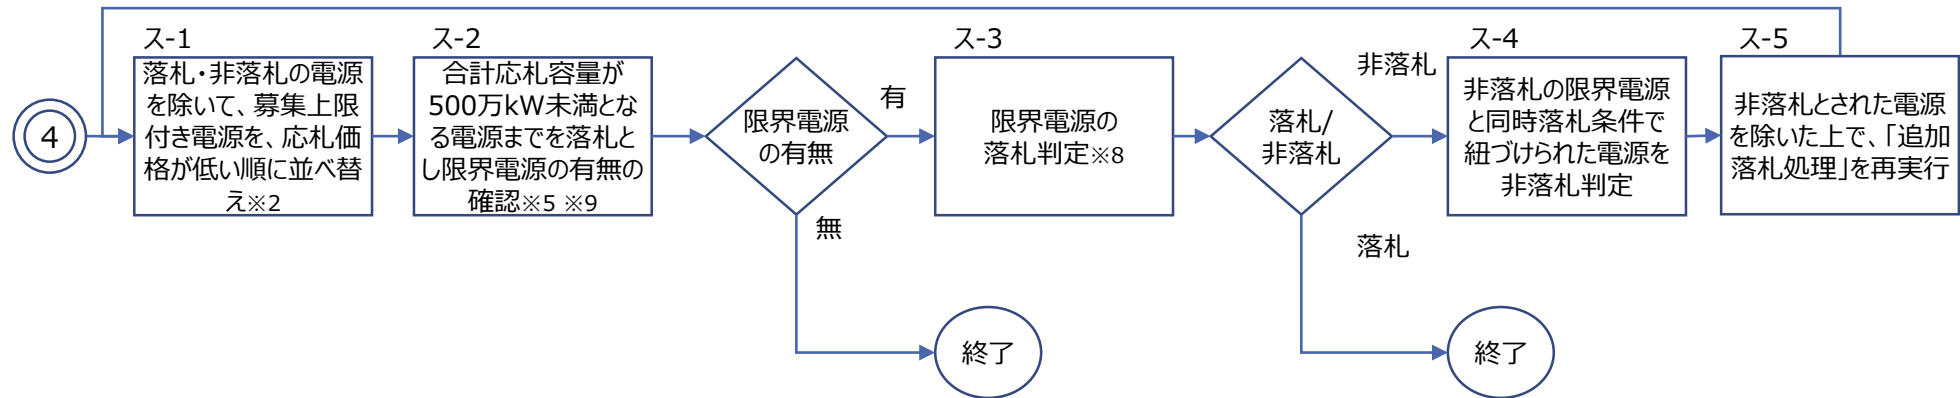 4
ス-1
落札・非落札の電源
を除いて、募集上限
付き電源を、応札価
格が低い順に並べ替
え※2
ス-2
合計応札容量が
500万kW未満とな
る電源までを落札と
し限界電源の有無の
確認※5 ※9
限界電源
の有無
有
無
終了
ス-3
限界電源の
落札判定※8
落札/
非落札
非落札
落札
終了
ス-4
非落札の限界電源
と同時落札条件で
紐づけられた電源を
非落札判定
ス-5
非落札とされた電源
を除いた上で、「追加
落札処理」を再実行